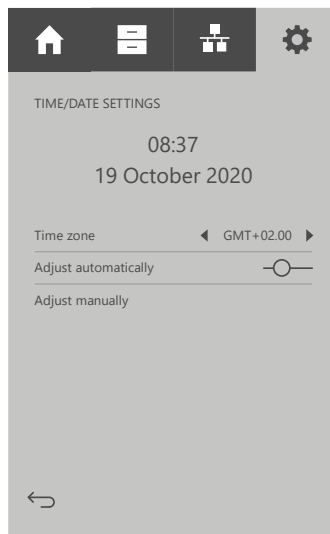 TIME/DATE SETTINGS
08:37
19 October 2020
Time zone GMT+02.00
Adjust automatically
Adjust manually